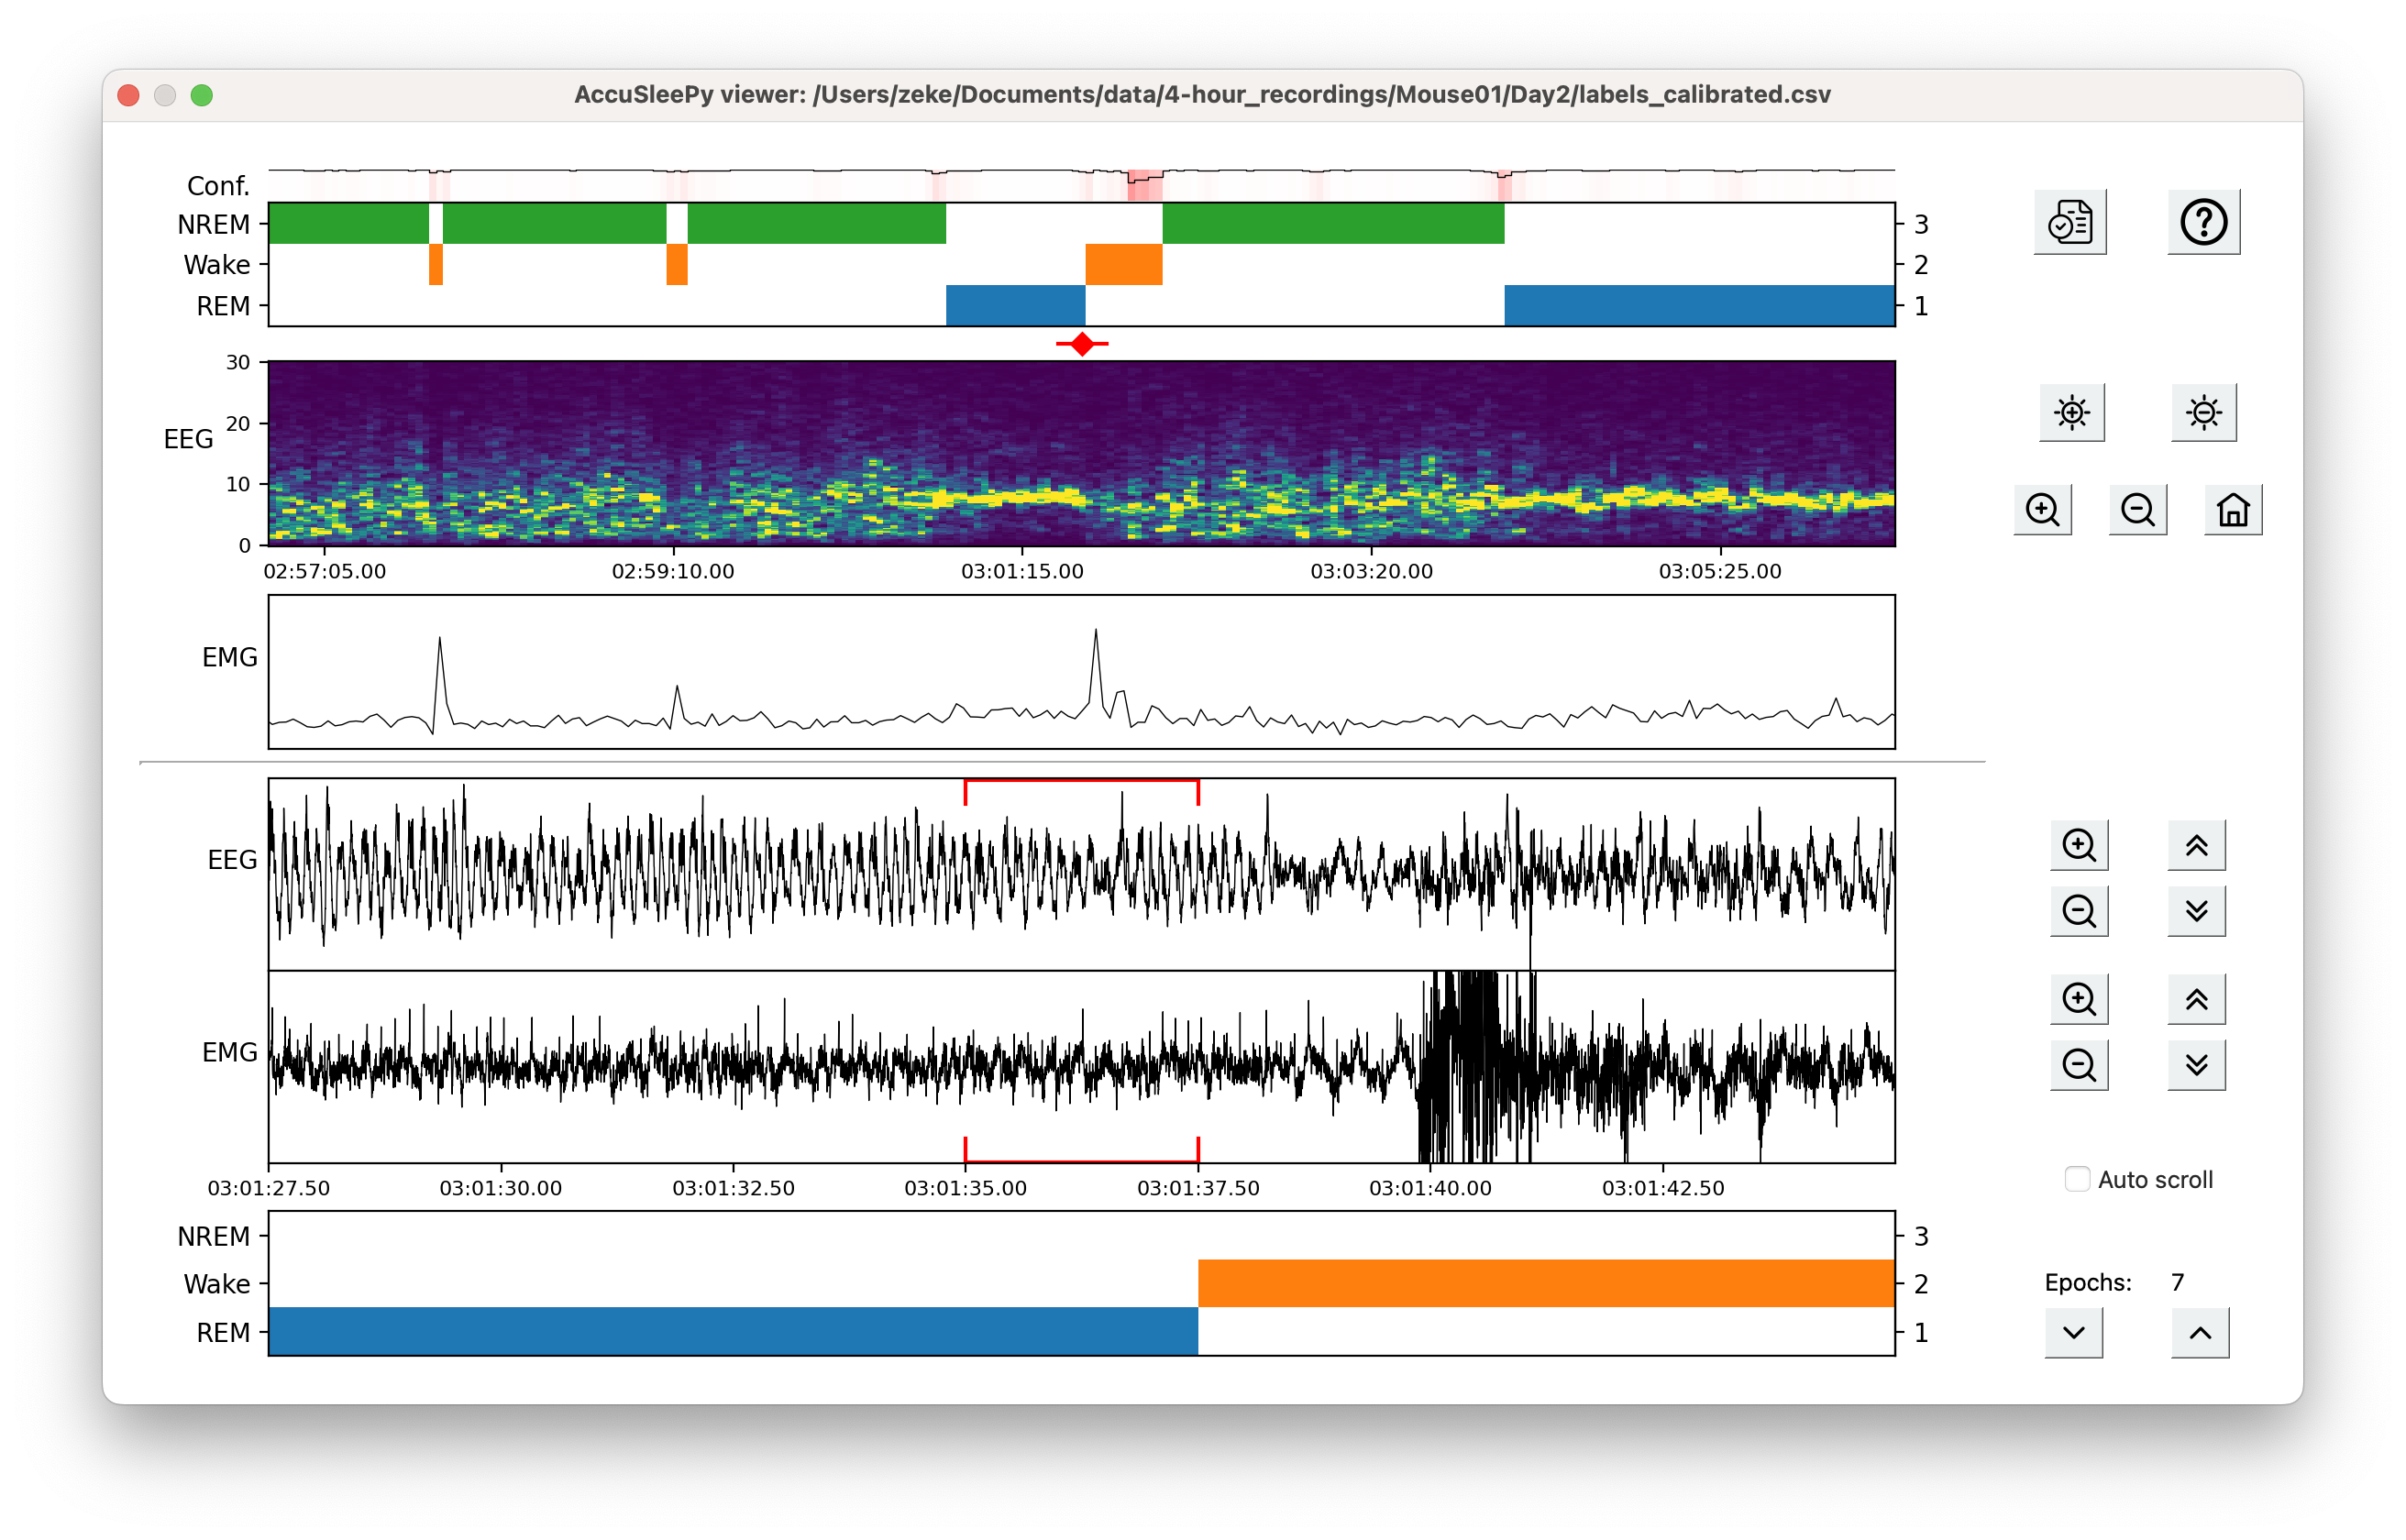 AccuSleePy viewer: /Users/zeke/Documents/data/4-hour_recordings/Mouse01/Day2/labels_calibrated.csv
Conf.
NREM 3
Wake 2
REM 1
30
20
EEG
10
0
02:57:05.00 02:59:10.00 03:01:15.00 03:03:20.00 03:05:25.00
EMG
EEG
EMG
03:01:27.50 03:01:30.00 03:01:32.50 03:01:35.00 03:01:37.50 03:01:40.00 03:01:42.50
Auto scroll
NREM 3
Wake 2
REM 1
Epochs: 7